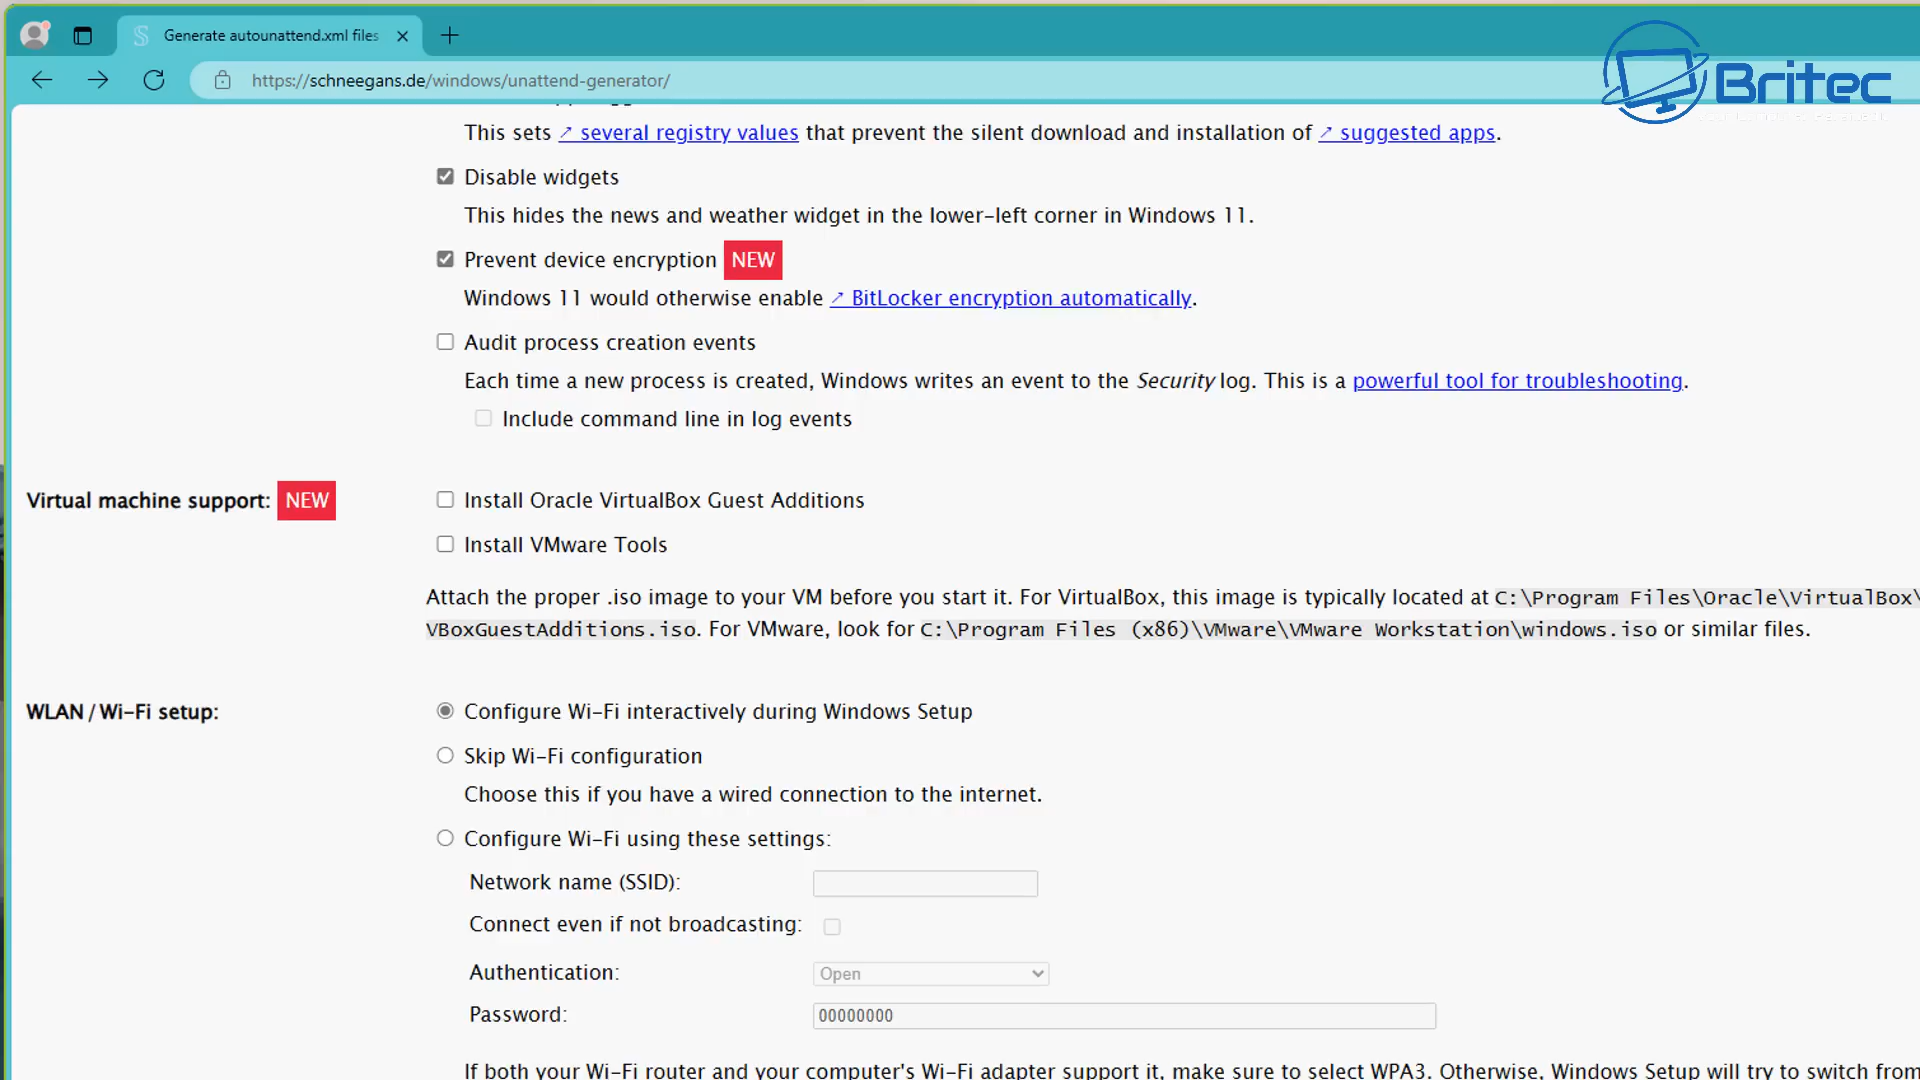 Generate autounattend.xml files
https://schneegans.de/windows/unattend-generator/
Britec
This sets ↗ several registry values that prevent the silent download and installation of ↗ suggested apps.
Disable widgets
This hides the news and weather widget in the lower-left corner in Windows 11.
Prevent device encryption NEW
Windows 11 would otherwise enable ↗ BitLocker encryption automatically.
Audit process creation events
Each time a new process is created, Windows writes an event to the Security log. This is a powerful tool for troubleshooting.
Include command line in log events
Virtual machine support: NEW
Install Oracle VirtualBox Guest Additions
Install VMware Tools
Attach the proper .iso image to your VM before you start it. For VirtualBox, this image is typically located at C:\Program Files\Oracle\VirtualBox\
VBoxGuestAdditions.iso. For VMware, look for C:\Program Files (x86)\VMware\VMware Workstation\windows.iso or similar files.
WLAN / Wi-Fi setup:
Configure Wi-Fi interactively during Windows Setup
Skip Wi-Fi configuration
Choose this if you have a wired connection to the internet.
Configure Wi-Fi using these settings:
Network name (SSID):
Connect even if not broadcasting:
Authentication: Open
Password: 00000000
If both your Wi-Fi router and your computer's Wi-Fi adapter support it, make sure to select WPA3. Otherwise, Windows Setup will try to switch from